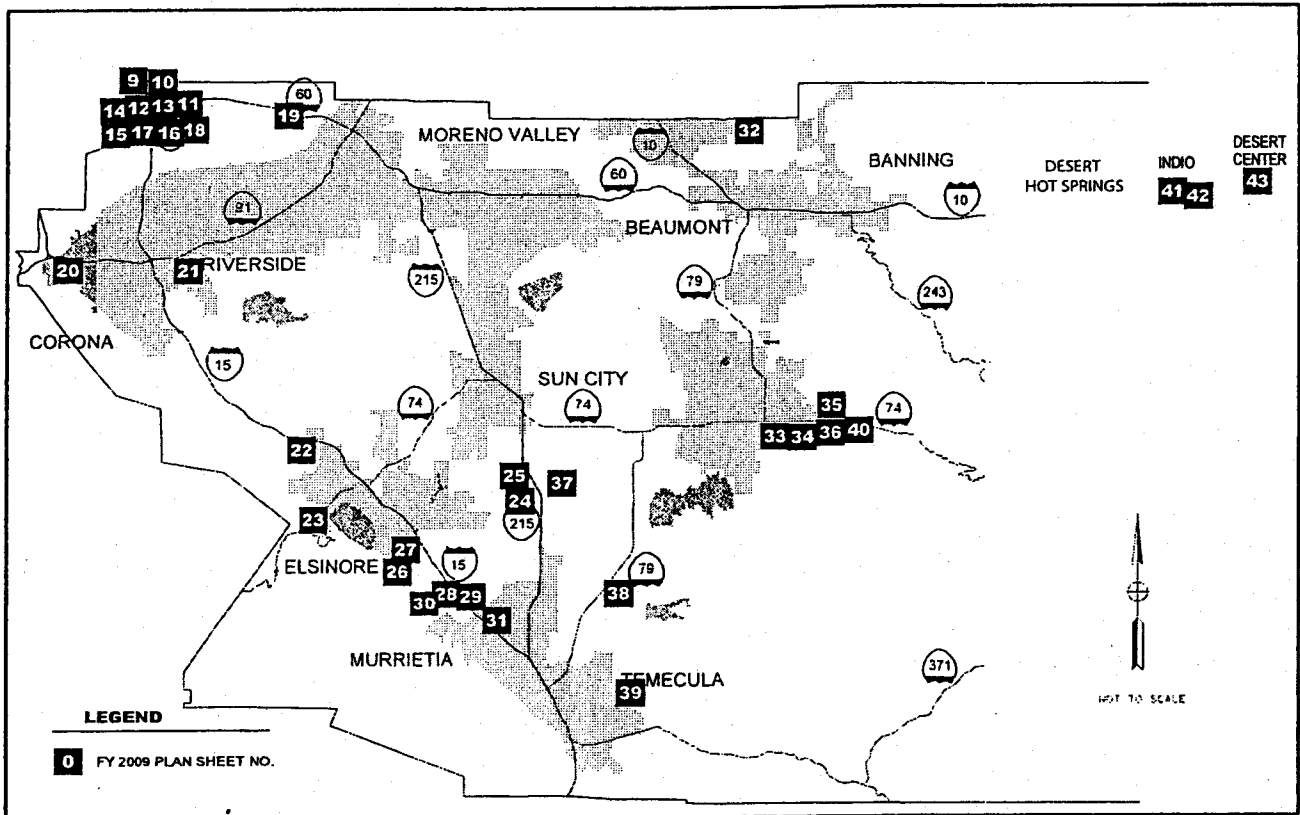 9 10
14 12 13 11
15 17 16 18
60
19
MORENO VALLEY
10
32
BANNING
DESERT
HOT SPRINGS
INDIO
41 42
DESERT
CENTER
43
60
10
91
BEAUMONT
20
21 RIVERSIDE
215
79
243
CORONA
15
SUN CITY
74
74
35
74
33 34 36 40
22
25
37
24
215
23
27
ELSINORE
26
15
79
28 29
30
38
31
MURRIETIA
371
TEMECULA
39
NOT TO SCALE
LEGEND
0 FY 2009 PLAN SHEET NO.